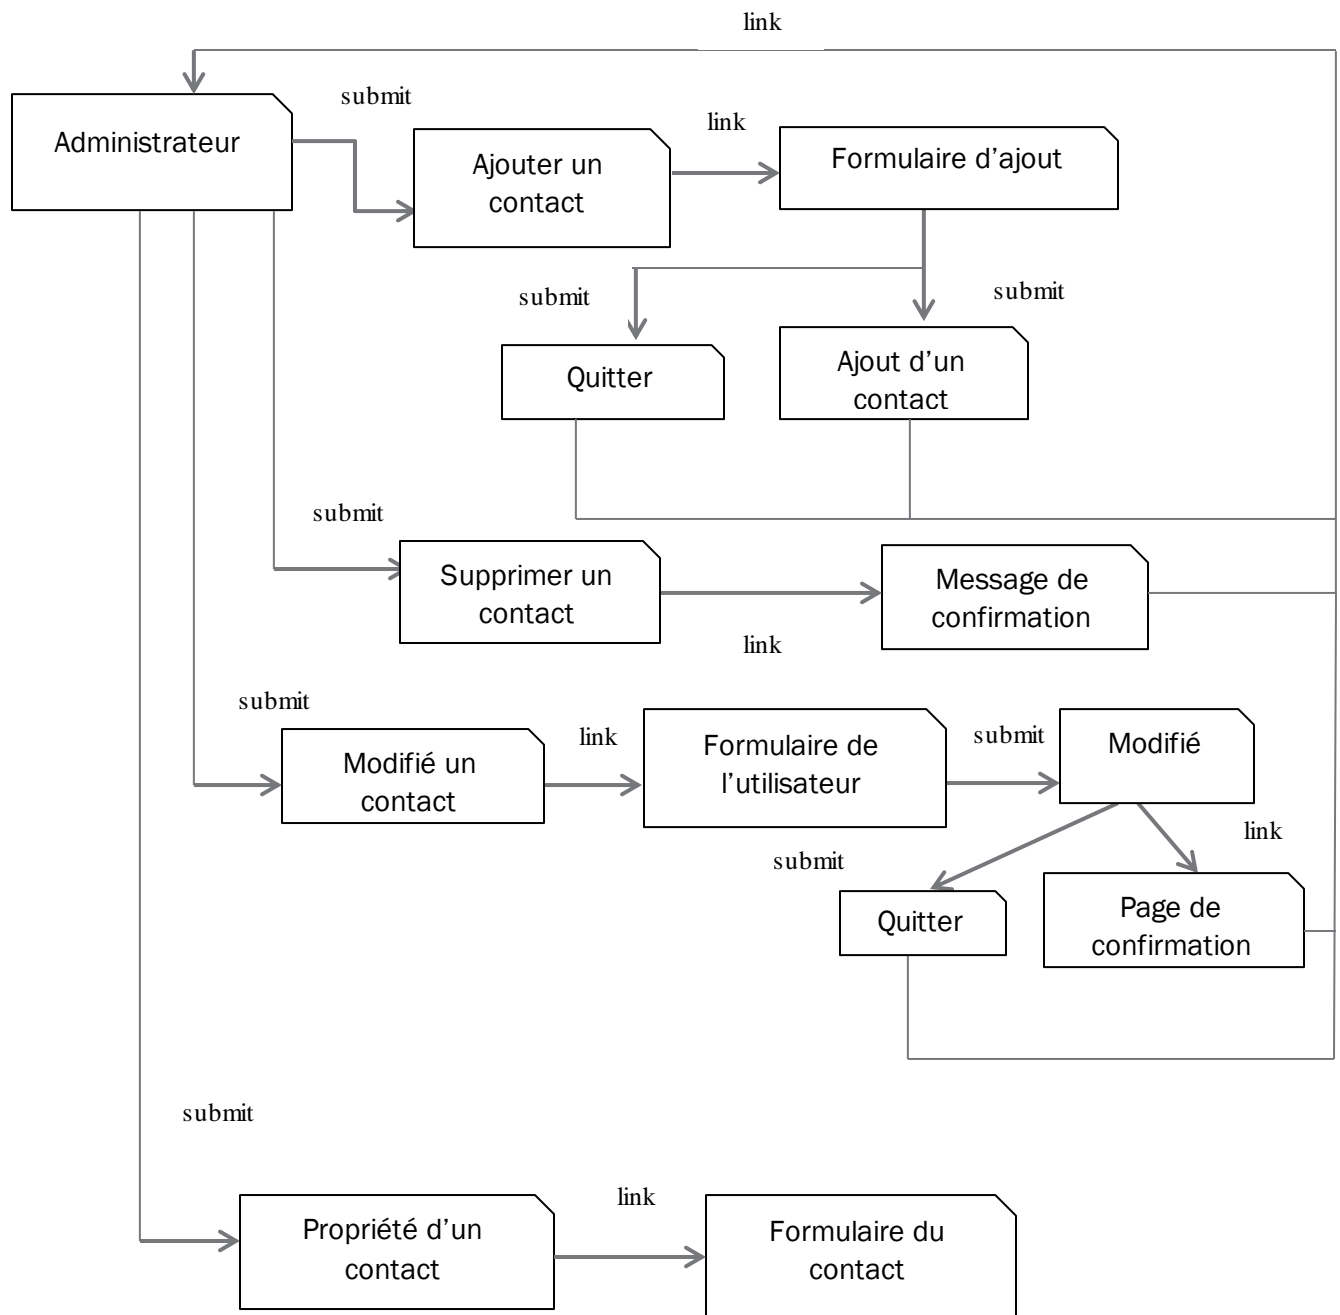 link
submit
Administrateur
link
Ajouter un
contact
Formulaire d’ajout
submit
submit
Quitter
Ajout d’un
contact
submit
Supprimer un
contact
link
Message de
confirmation
submit
Modifié un
contact
link
Formulaire de
l’utilisateur
submit
Modifié
submit
link
Quitter
Page de
confirmation
submit
Propriété d’un
contact
link
Formulaire du
contact